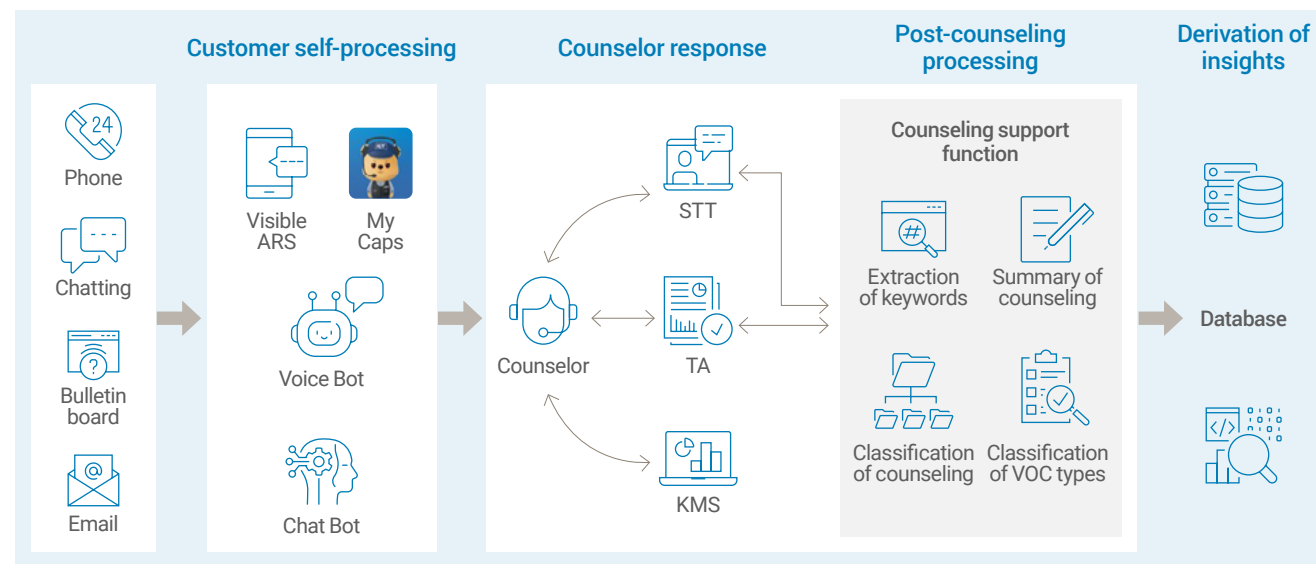 Customer self-processing
Counselor response
Post-counseling
processing
Derivation of
insights
24
Phone
Chatting
?
Bulletin
board
@
Email
Visible
ARS
My
Caps
Voice Bot
Chat Bot
Counselor
STT
TA
KMS
Counseling support
function
#
Extraction
of keywords
Summary of
counseling
Classification
of counseling
Classification
of VOC types
Database
</>